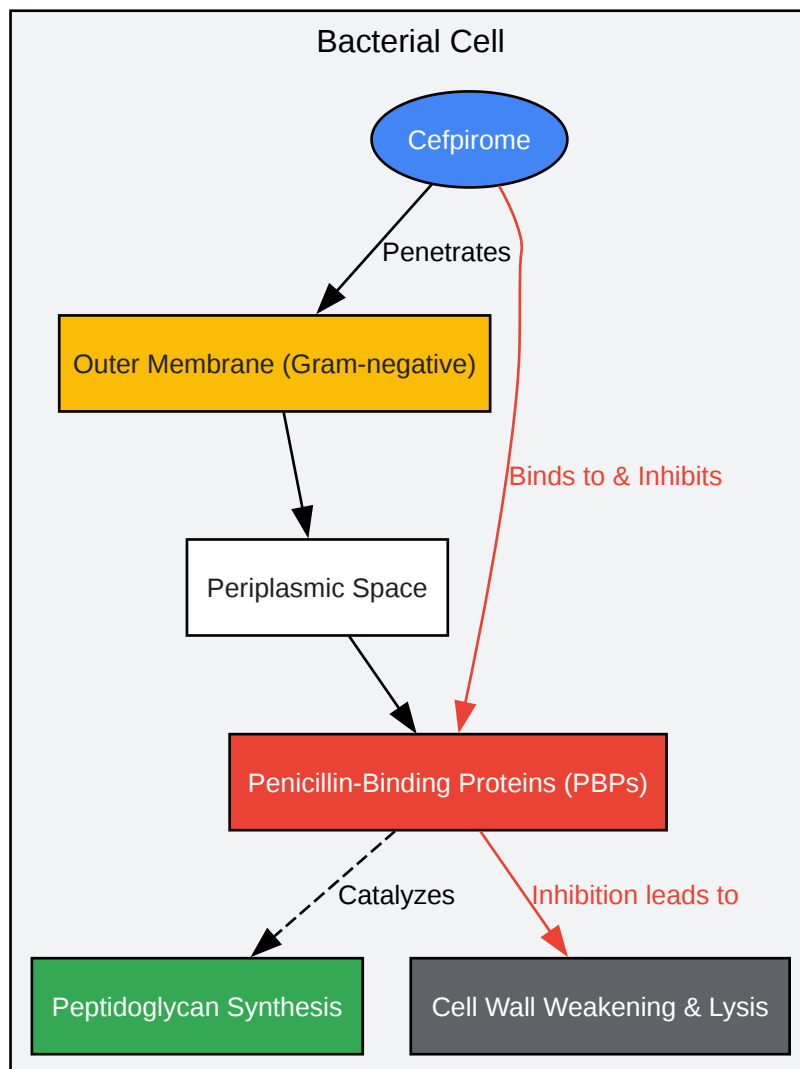 Bacterial Cell
Cefpirome
Penetrates
Outer Membrane (Gram-negative)
Binds to & Inhibits
Periplasmic Space
Penicillin-Binding Proteins (PBPs)
Catalyzes
Inhibition leads to
Peptidoglycan Synthesis
Cell Wall Weakening & Lysis